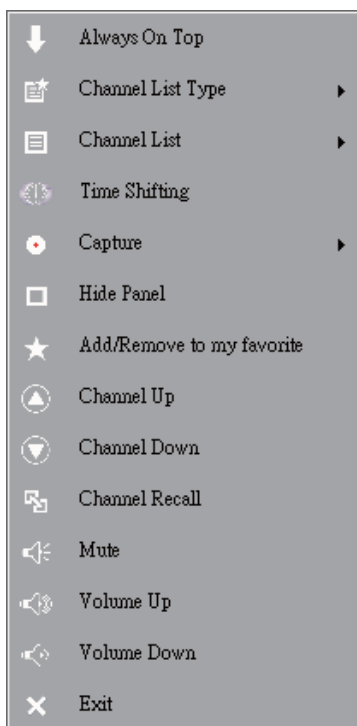 Always On Top
Channel List Type
Channel List
Time Shifting
Capture
Hide Panel
Add/Remove to my favorite
Channel Up
Channel Down
Channel Recall
Mute
Volume Up
Volume Down
Exit